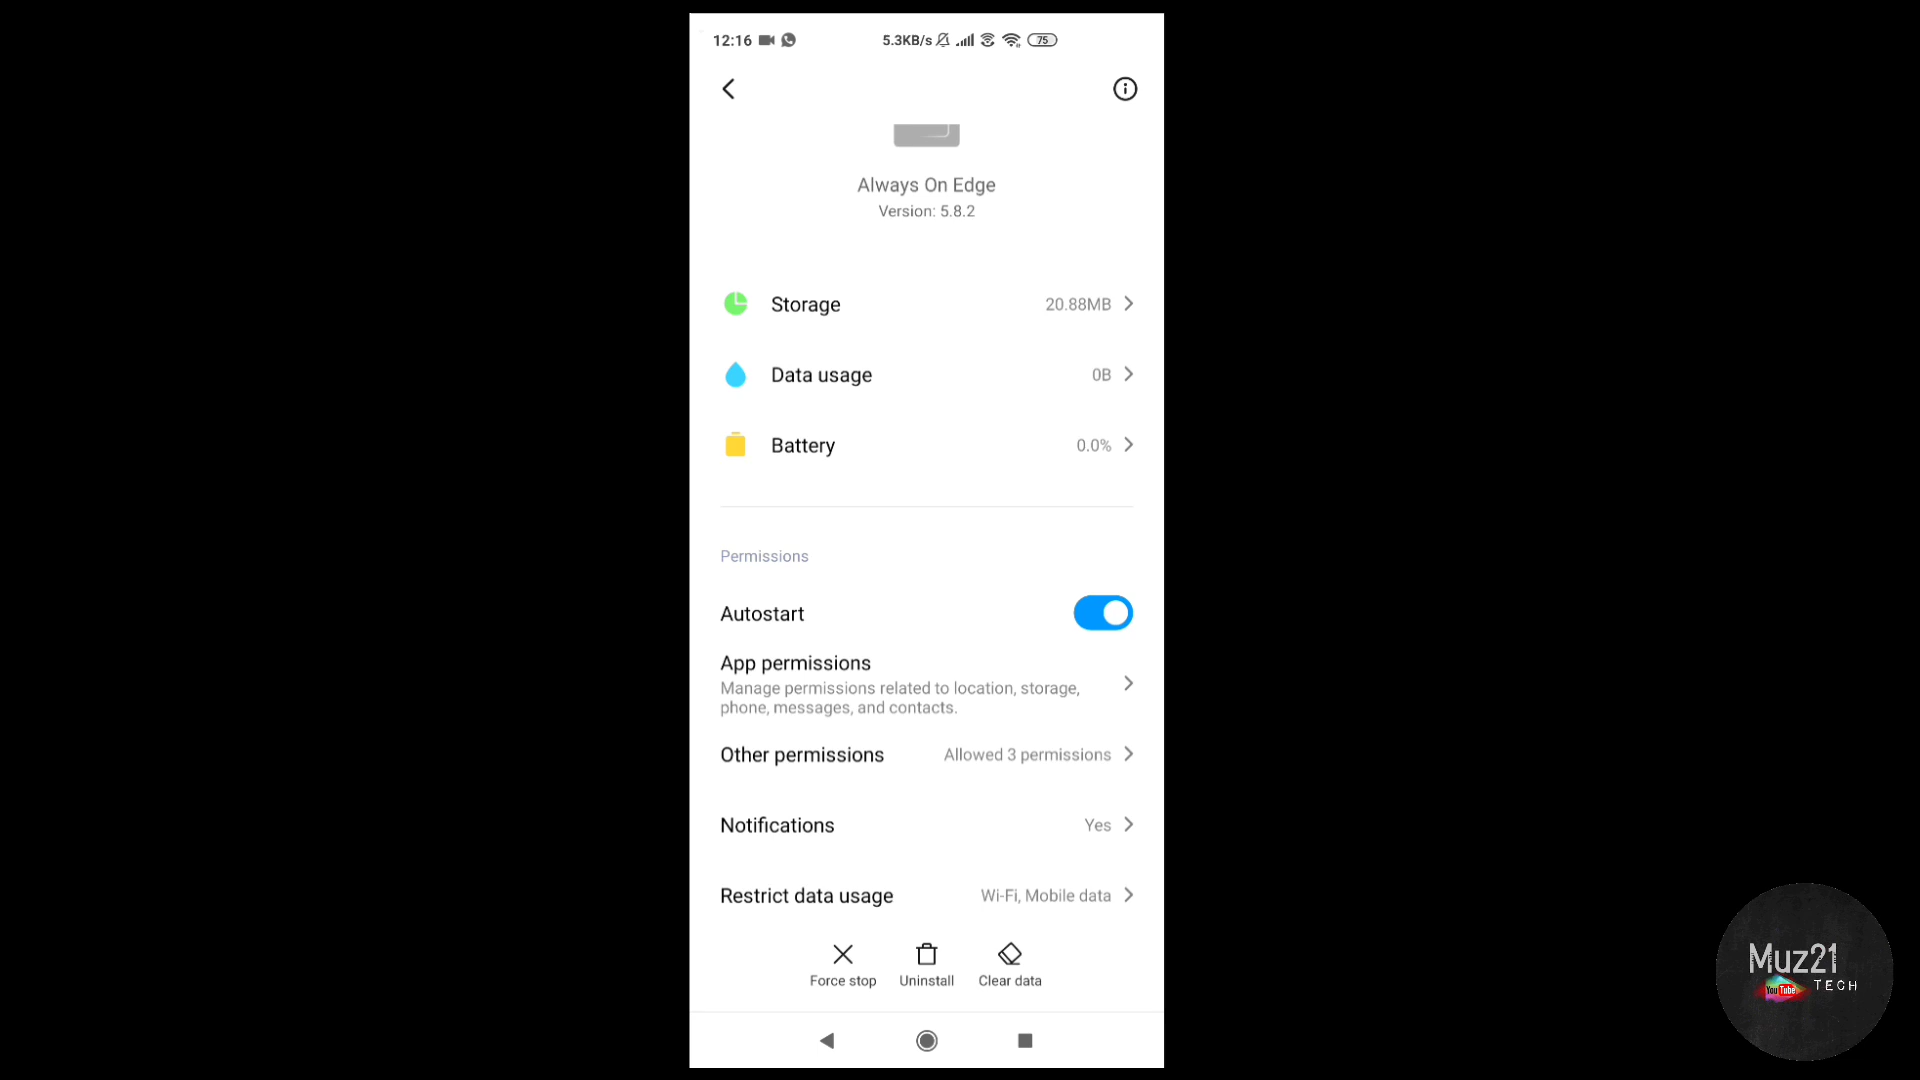 12:16 5.3KB/s 75
Always On Edge
Version: 5.8.2
Storage 20.88MB
Data usage 0B
Battery 0.0%
Permissions
Autostart
App permissions
Manage permissions related to location, storage,
phone, messages, and contacts.
Other permissions Allowed 3 permissions
Notifications Yes
Restrict data usage Wi-Fi, Mobile data
Force stop Uninstall Clear data
Muz21
YouTube TECH